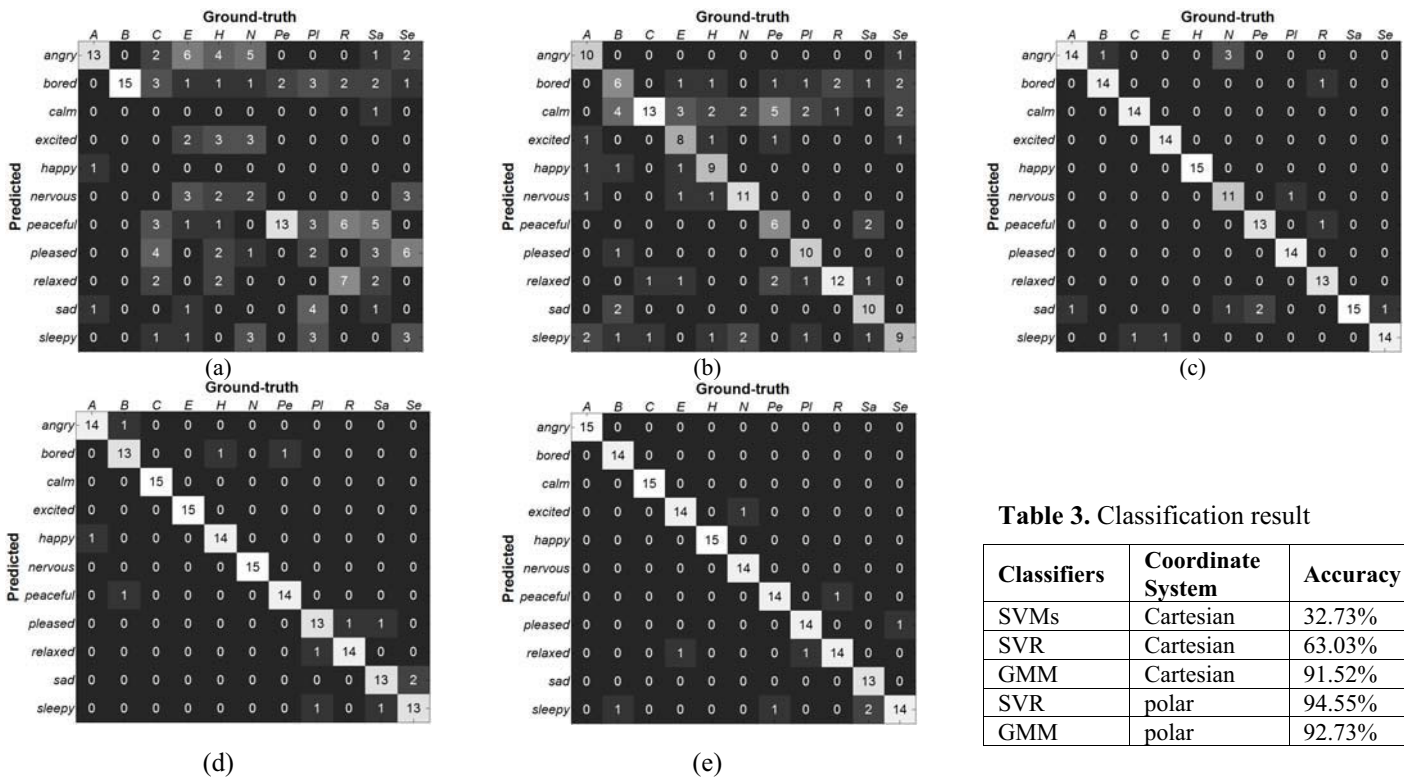 Ground-truth
A B C E H N Pe Pl R Sa Se
Predicted
angry 13 0 2 6 4 5 0 0 0 1 2
bored 0 15 3 1 1 1 2 3 2 2 1
calm 0 0 0 0 0 0 0 0 0 1 0
excited 0 0 0 2 3 3 0 0 0 0 0
happy 1 0 0 0 0 0 0 0 0 0 0
nervous 0 0 0 3 2 2 0 0 0 0 3
peaceful 0 0 3 1 1 0 13 3 6 5 0
pleased 0 0 4 0 2 1 0 2 0 3 6
relaxed 0 0 2 0 2 0 0 0 7 2 0
sad 1 0 0 1 0 0 0 4 0 1 0
sleepy 0 0 1 1 0 3 0 3 0 0 3
(a)
Ground-truth
A B C E H N Pe Pl R Sa Se
Predicted
angry 10 0 0 0 0 0 0 0 0 0 1
bored 0 6 0 1 1 0 1 1 2 1 2
calm 0 4 13 3 2 2 5 2 1 0 2
excited 1 0 0 8 1 0 1 0 0 0 1
happy 1 1 0 1 9 0 0 0 0 0 0
nervous 1 0 0 1 1 11 0 0 0 0 0
peaceful 0 0 0 0 0 0 6 0 0 2 0
pleased 0 1 0 0 0 0 0 10 0 0 0
relaxed 0 0 1 1 0 0 2 1 12 1 0
sad 0 2 0 0 0 0 0 0 0 10 0
sleepy 2 1 1 0 1 2 0 1 0 1 9
(b)
Ground-truth
A B C E H N Pe Pl R Sa Se
Predicted
angry 14 1 0 0 0 3 0 0 0 0 0
bored 0 14 0 0 0 0 0 0 1 0 0
calm 0 0 14 0 0 0 0 0 0 0 0
excited 0 0 0 14 0 0 0 0 0 0 0
happy 0 0 0 0 15 0 0 0 0 0 0
nervous 0 0 0 0 0 11 0 1 0 0 0
peaceful 0 0 0 0 0 0 13 0 1 0 0
pleased 0 0 0 0 0 0 0 14 0 0 0
relaxed 0 0 0 0 0 0 0 0 13 0 0
sad 1 0 0 0 0 1 2 0 0 15 1
sleepy 0 0 1 1 0 0 0 0 0 0 14
(c)
Ground-truth
A B C E H N Pe Pl R Sa Se
Predicted
angry 14 1 0 0 0 0 0 0 0 0 0
bored 0 13 0 0 1 0 1 0 0 0 0
calm 0 0 15 0 0 0 0 0 0 0 0
excited 0 0 0 15 0 0 0 0 0 0 0
happy 1 0 0 0 14 0 0 0 0 0 0
nervous 0 0 0 0 0 15 0 0 0 0 0
peaceful 0 1 0 0 0 0 14 0 0 0 0
pleased 0 0 0 0 0 0 0 13 1 1 0
relaxed 0 0 0 0 0 0 0 1 14 0 0
sad 0 0 0 0 0 0 0 0 0 13 2
sleepy 0 0 0 0 0 0 0 1 0 1 13
(d)
Ground-truth
A B C E H N Pe Pl R Sa Se
Predicted
angry 15 0 0 0 0 0 0 0 0 0 0
bored 0 14 0 0 0 0 0 0 0 0 0
calm 0 0 15 0 0 0 0 0 0 0 0
excited 0 0 0 14 0 1 0 0 0 0 0
happy 0 0 0 0 15 0 0 0 0 0 0
nervous 0 0 0 0 0 14 0 0 0 0 0
peaceful 0 0 0 0 0 0 14 0 1 0 0
pleased 0 0 0 0 0 0 0 14 0 0 1
relaxed 0 0 0 1 0 0 0 1 14 0 0
sad 0 0 0 0 0 0 0 0 0 13 0
sleepy 0 1 0 0 0 0 1 0 0 2 14
(e)
Table 3. Classification result
Classifiers Coordinate System Accuracy
SVMs Cartesian 32.73%
SVR Cartesian 63.03%
GMM Cartesian 91.52%
SVR polar 94.55%
GMM polar 92.73%